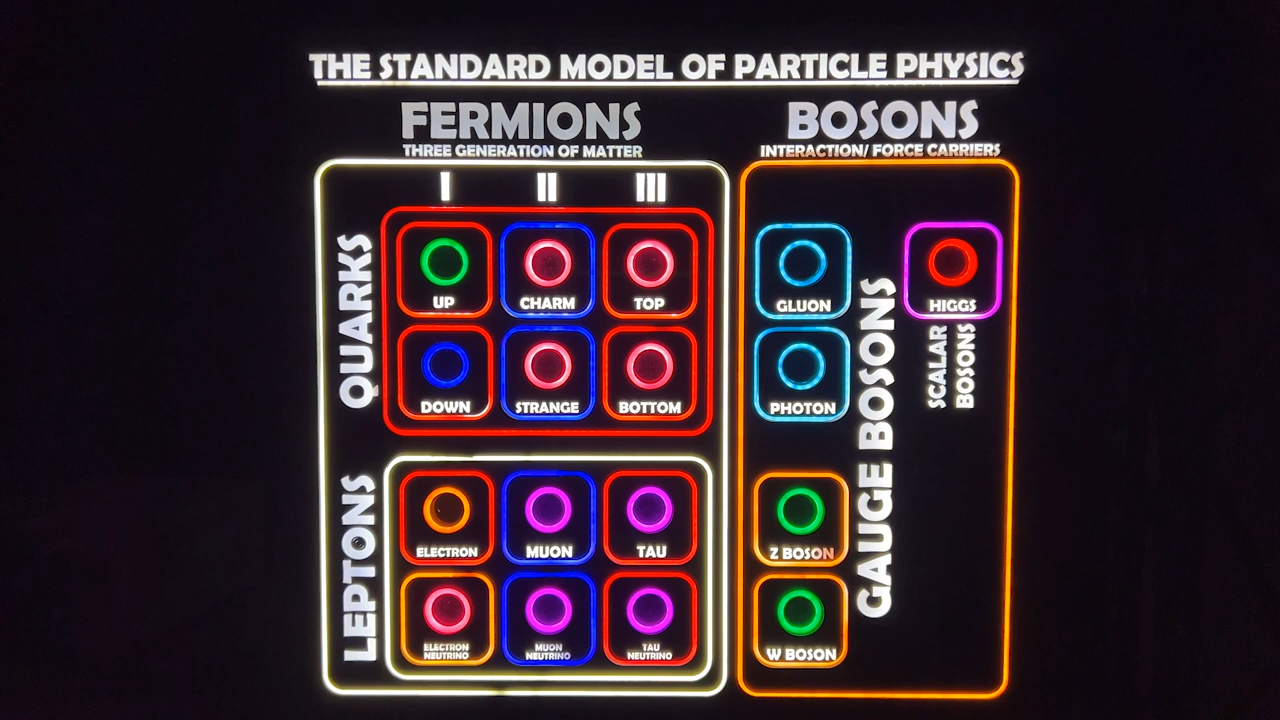 THE STANDARD MODEL OF PARTICLE PHYSICS
FERMIONS
THREE GENERATION OF MATTER
BOSONS
INTERACTION/ FORCE CARRIERS
I II III
QUARKS
UP CHARM TOP
DOWN STRANGE BOTTOM
LEPTONS
ELECTRON MUON TAU
ELECTRON NEUTRINO
MUON NEUTRINO
TAU NEUTRINO
GLUON
PHOTON
Z BOSON
W BOSON
GAUGE BOSONS
HIGGS
SCALAR
BOSONS